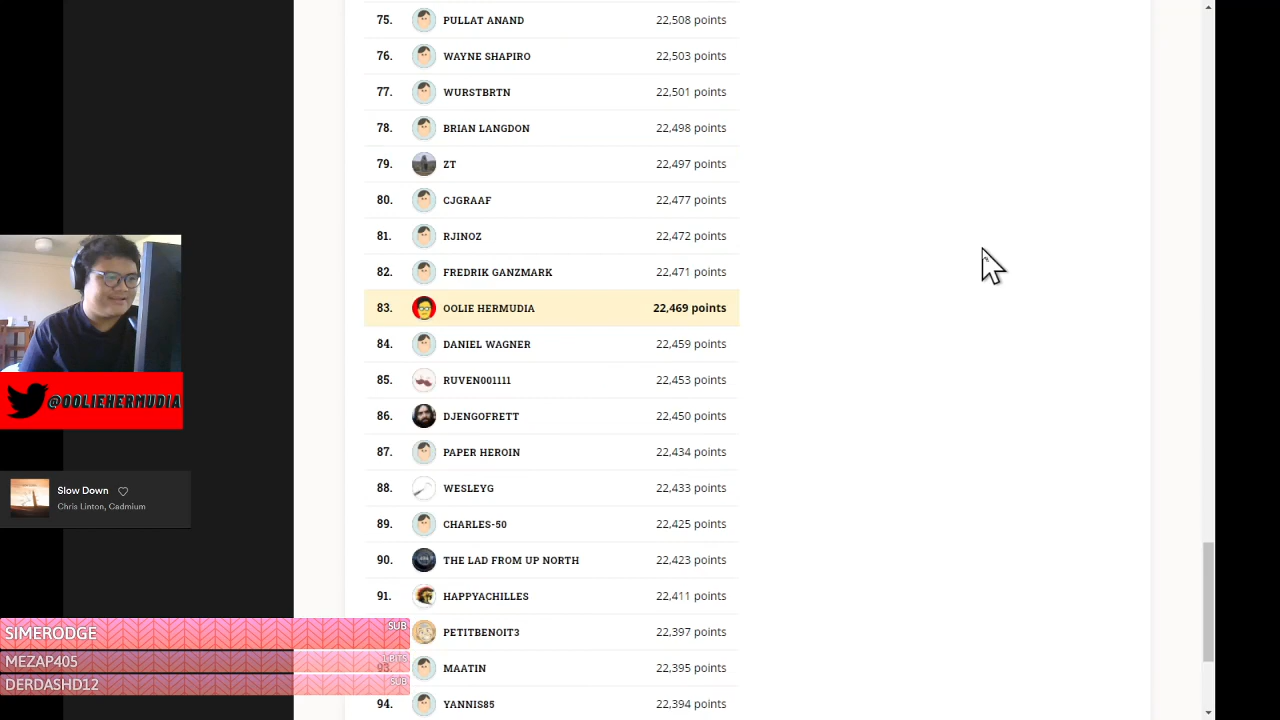 75. PULLAT ANAND 22,508 points
76. WAYNE SHAPIRO 22,503 points
77. WURSTBRTN 22,501 points
78. BRIAN LANGDON 22,498 points
79. ZT 22,497 points
80. CJGRAAF 22,477 points
81. RJINOZ 22,472 points
82. FREDRIK GANZMARK 22,471 points
83. OOLIE HERMUDIA 22,469 points
84. DANIEL WAGNER 22,459 points
85. RUVEN001111 22,453 points
86. DJENGOFRETT 22,450 points
87. PAPER HEROIN 22,434 points
88. WESLEYG 22,433 points
89. CHARLES-50 22,425 points
90. THE LAD FROM UP NORTH 22,423 points
91. HAPPYACHILLES 22,411 points
PETITBENOIT3 22,397 points
93. MAATIN 22,395 points
94. YANNIS85 22,394 points
@OOLIEHERMUDIA
Slow Down
Chris Linton, Cadmium
SIMERODGE SUB
MEZAP405 1 BITS
DERDASHD12 SUB